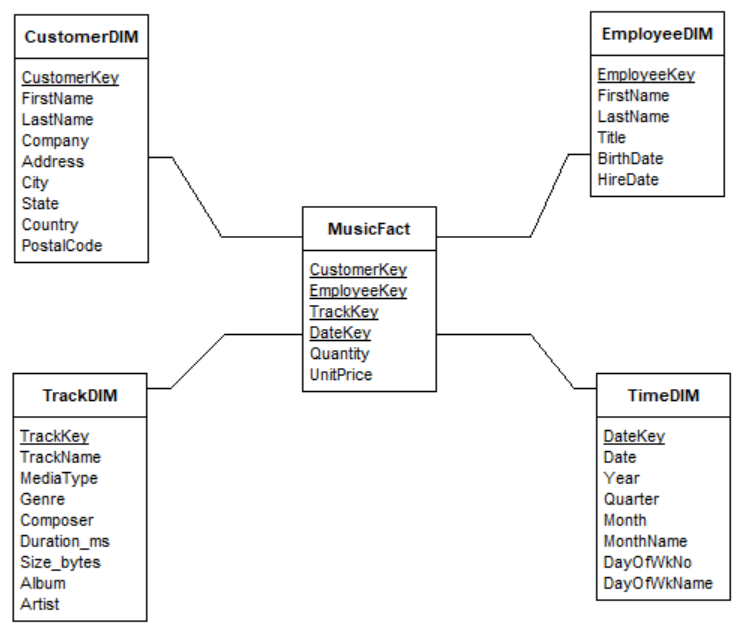 CustomerDIM
CustomerKey
FirstName
LastName
Company
Address
City
State
Country
PostalCode
EmployeeDIM
EmployeeKey
FirstName
LastName
Title
BirthDate
HireDate
MusicFact
CustomerKey
EmployeeKey
TrackKey
DateKey
Quantity
UnitPrice
TrackDIM
TrackKey
TrackName
MediaType
Genre
Composer
Duration_ms
Size_bytes
Album
Artist
TimeDIM
DateKey
Date
Year
Quarter
Month
MonthName
DayOfWkNo
DayOfWkName